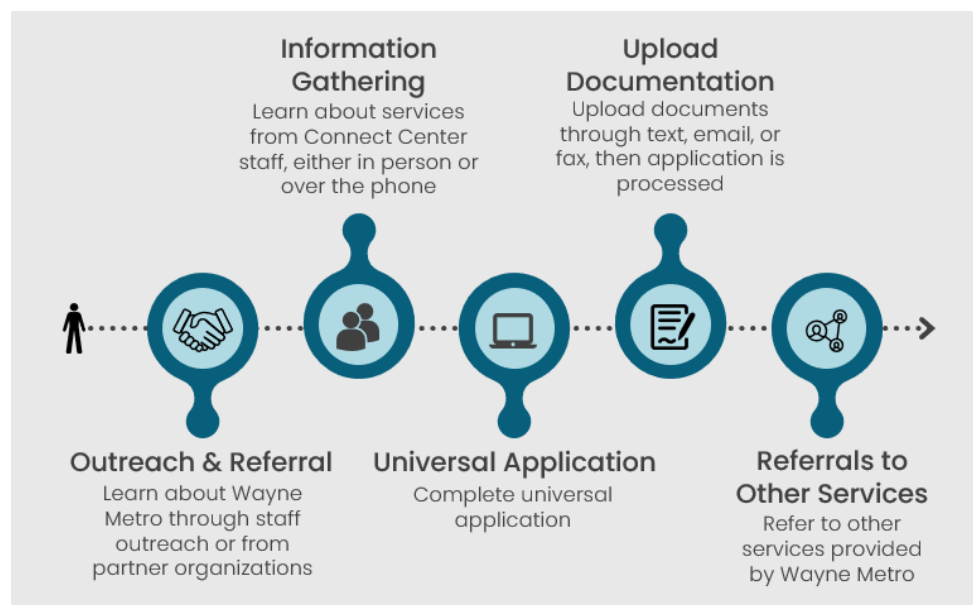 Information
Gathering
Learn about services
from Connect Center
staff, either in person or
over the phone
Upload
Documentation
Upload documents
through text, email, or
fax, then application is
processed
Outreach & Referral
Learn about Wayne
Metro through staff
outreach or from
partner organizations
Universal Application
Complete universal
application
Referrals to
Other Services
Refer to other
services provided
by Wayne Metro